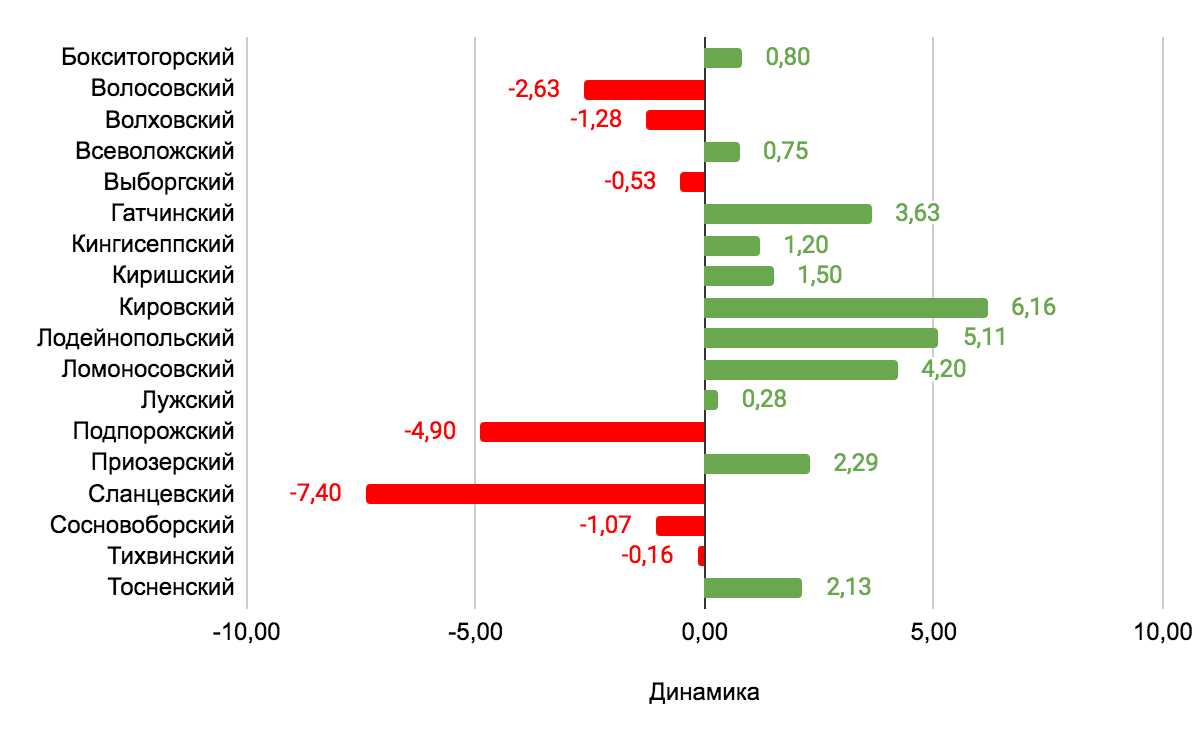 Бокситогорский 0,80
Волосовский -2,63
Волховский -1,28
Всеволожский 0,75
Выборгский -0,53
Гатчинский 3,63
Кингисеппский 1,20
Киришский 1,50
Кировский 6,16
Лодейнопольский 5,11
Ломоносовский 4,20
Лужский 0,28
Подпорожский -4,90
Приозерский 2,29
Сланцевский -7,40
Сосновоборский -1,07
Тихвинский -0,16
Тосненский 2,13
-10,00 -5,00 0,00 5,00 10,00
Динамика